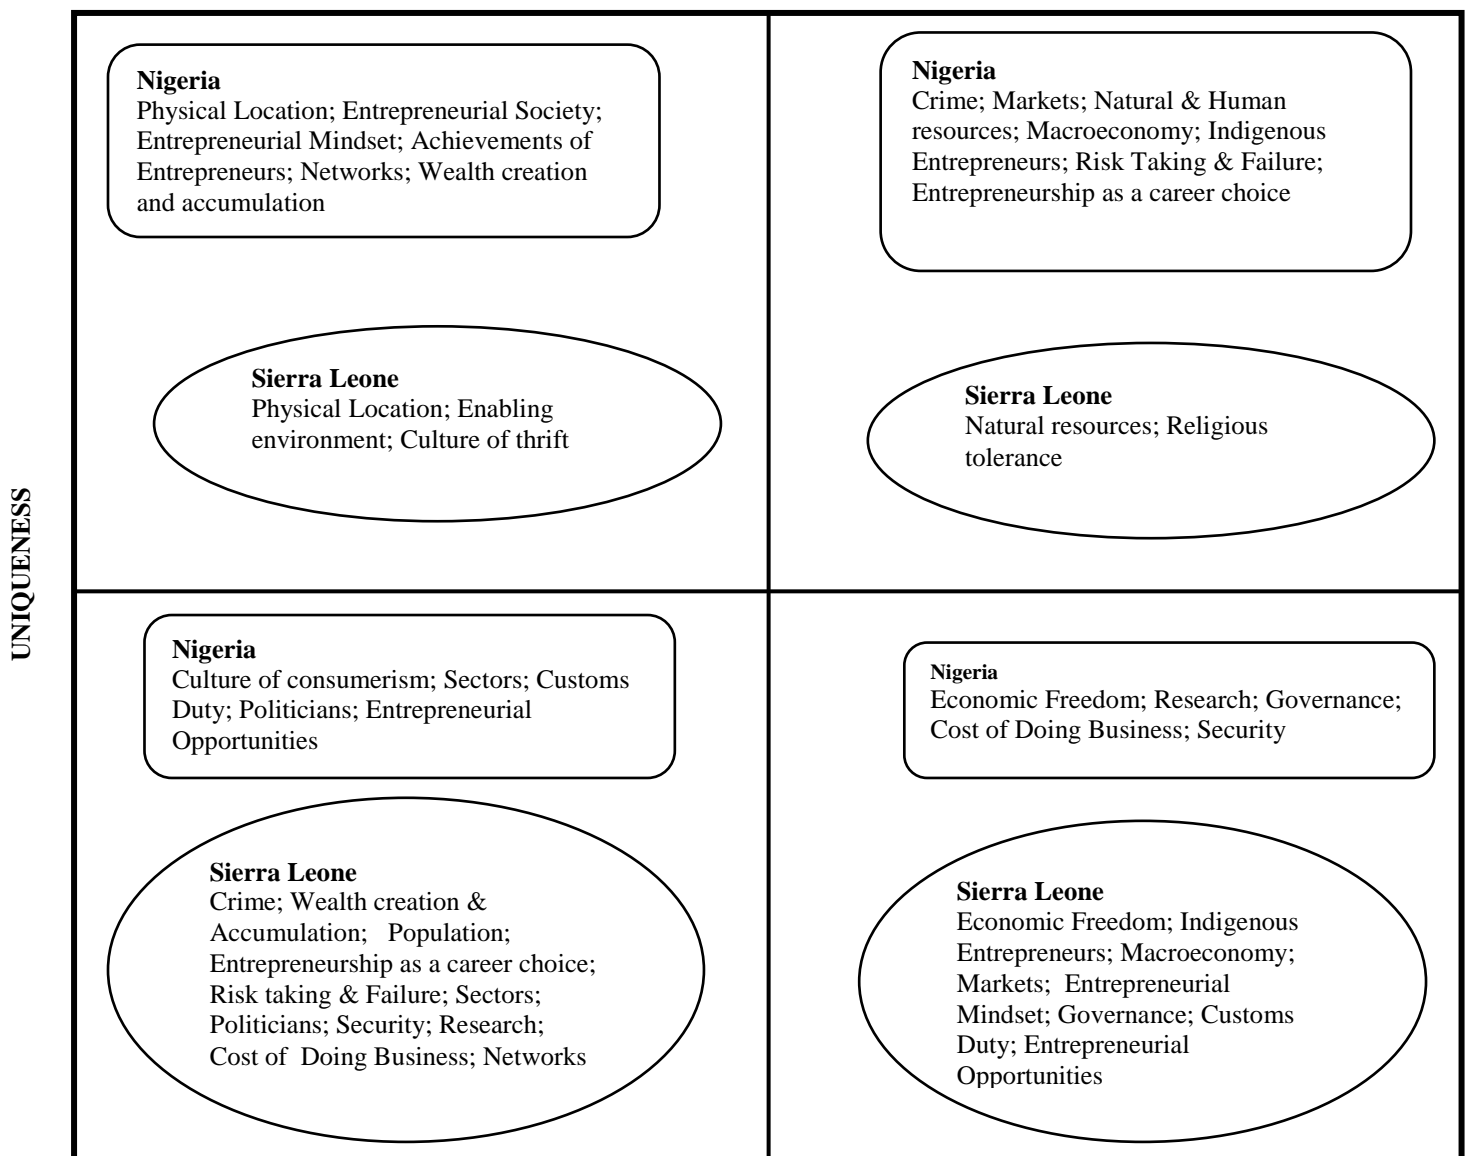 Nigeria
Physical Location; Entrepreneurial Society;
Entrepreneurial Mindset; Achievements of
Entrepreneurs; Networks; Wealth creation
and accumulation
Nigeria
Crime; Markets; Natural & Human
resources; Macroeconomy; Indigenous
Entrepreneurs; Risk Taking & Failure;
Entrepreneurship as a career choice
Sierra Leone
Physical Location; Enabling
environment; Culture of thrift
Sierra Leone
Natural resources; Religious
tolerance
UNIQUENESS
Nigeria
Culture of consumerism; Sectors; Customs
Duty; Politicians; Entrepreneurial
Opportunities
Nigeria
Economic Freedom; Research; Governance;
Cost of Doing Business; Security
Sierra Leone
Crime; Wealth creation &
Accumulation; Population;
Entrepreneurship as a career choice;
Risk taking & Failure; Sectors;
Politicians; Security; Research;
Cost of Doing Business; Networks
Sierra Leone
Economic Freedom; Indigenous
Entrepreneurs; Macroeconomy;
Markets; Entrepreneurial
Mindset; Governance; Customs
Duty; Entrepreneurial
Opportunities